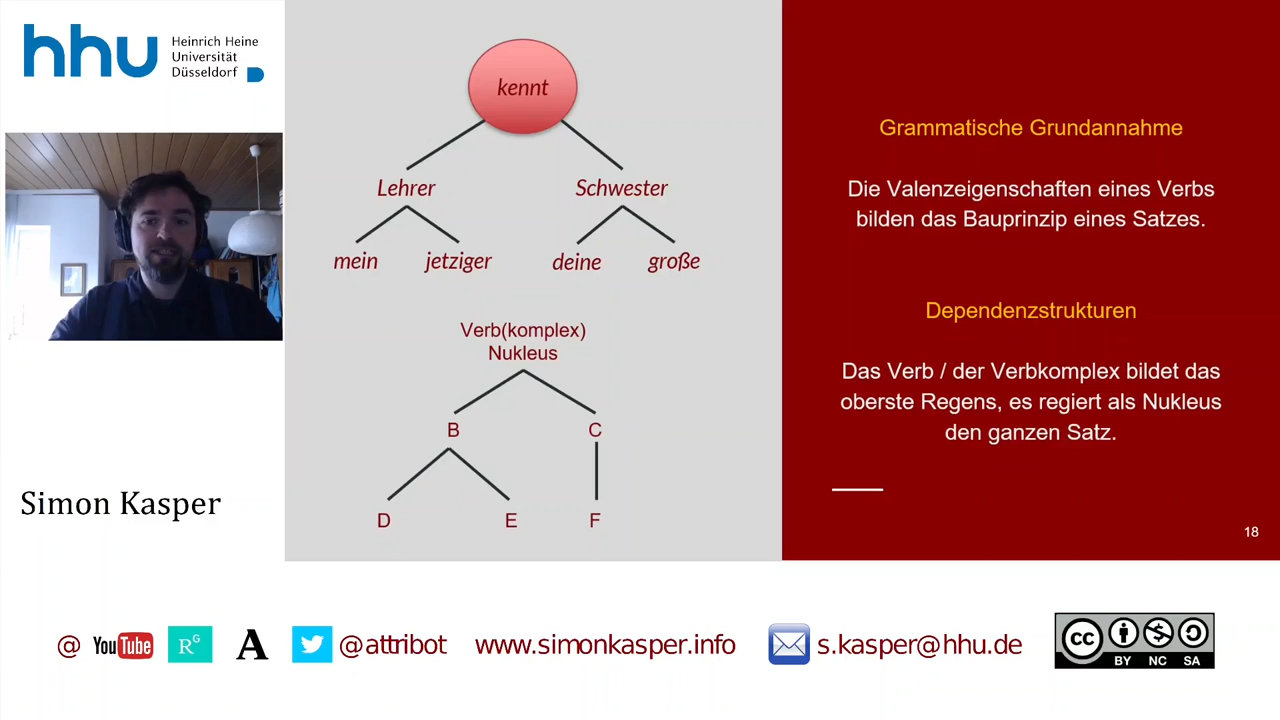 hhu
Heinrich Heine
Universität
Düsseldorf
kennt
Lehrer Schwester
mein jetziger deine große
Verb(komplex)
Nukleus
B C
D E F
Grammatische Grundannahme
Die Valenzeigenschaften eines Verbs
bilden das Bauprinzip eines Satzes.
Dependenzstrukturen
Das Verb / der Verbkomplex bildet das
oberste Regens, es regiert als Nukleus
den ganzen Satz.
18
Simon Kasper
@ YouTube RG A @attribot www.simonkasper.info s.kasper@hhu.de
cc BY NC SA